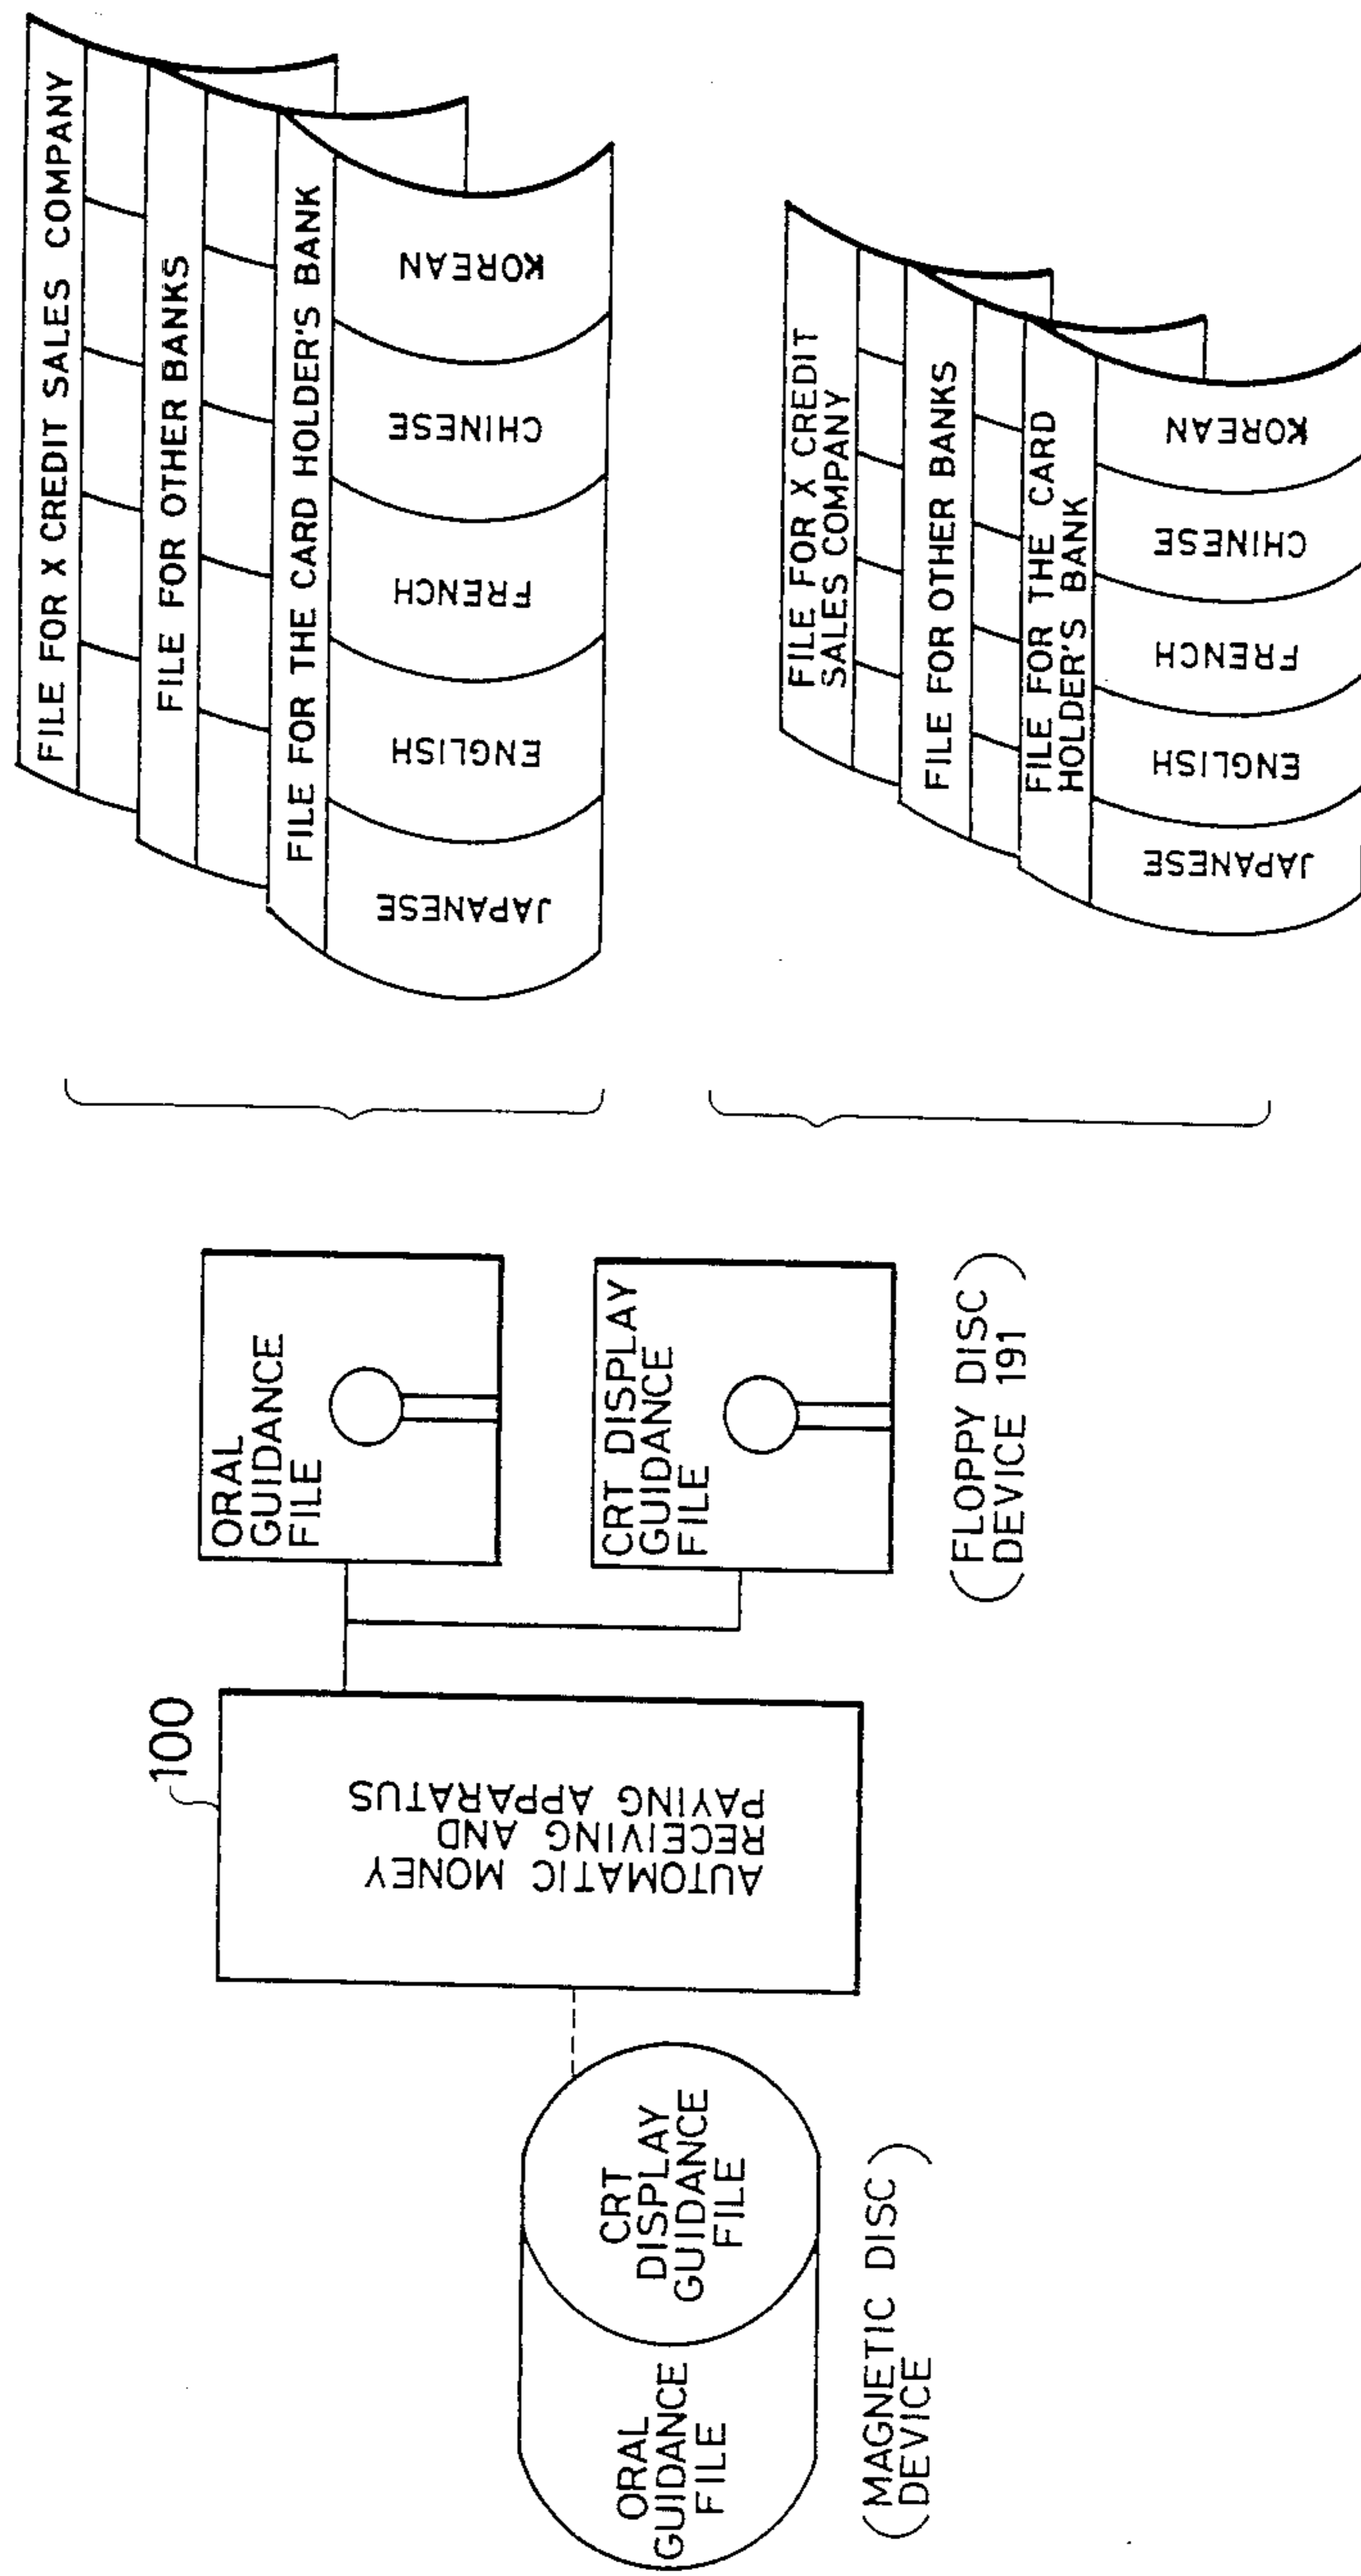 ORAL
GUIDANCE
FILE
CRT
DISPLAY
GUIDANCE
FILE
(MAGNETIC DISC
DEVICE)
100
AUTOMATIC MONEY
RECEIVING AND
PAYING APPARATUS
ORAL
GUIDANCE
FILE
CRT DISPLAY
GUIDANCE
FILE
(FLOPPY DISC
DEVICE 191)
FILE FOR X CREDIT SALES COMPANY
FILE FOR OTHER BANKS
FILE FOR THE CARD HOLDER'S BANK
JAPANESE
ENGLISH
FRENCH
CHINESE
KOREAN
FILE FOR X CREDIT
SALES COMPANY
FILE FOR OTHER BANKS
FILE FOR THE CARD
HOLDER'S BANK
JAPANESE
ENGLISH
FRENCH
CHINESE
KOREAN